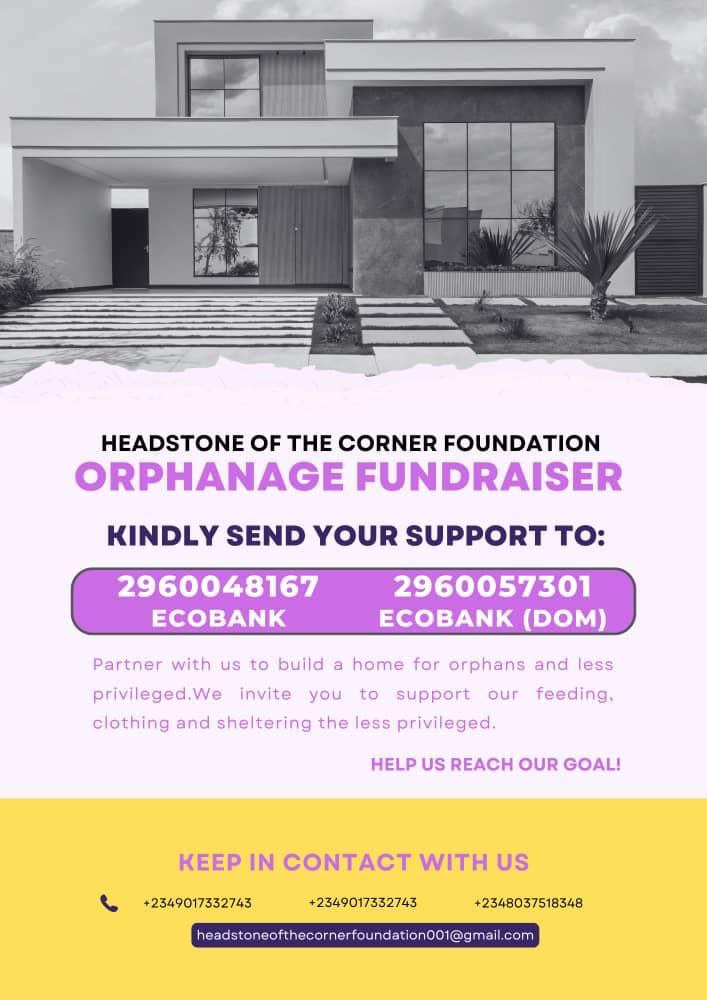 HEADSTONE OF THE CORNER FOUNDATION
ORPHANAGE FUNDRAISER
KINDLY SEND YOUR SUPPORT TO:
2960048167 2960057301
ECOBANK ECOBANK (DOM)
Partner with us to build a home for orphans and less
privileged.We invite you to support our feeding,
clothing and sheltering the less privileged.
HELP US REACH OUR GOAL!
KEEP IN CONTACT WITH US
+2349017332743 +2349017332743 +2348037518348
headstoneofthecornerfoundation001@gmail.com